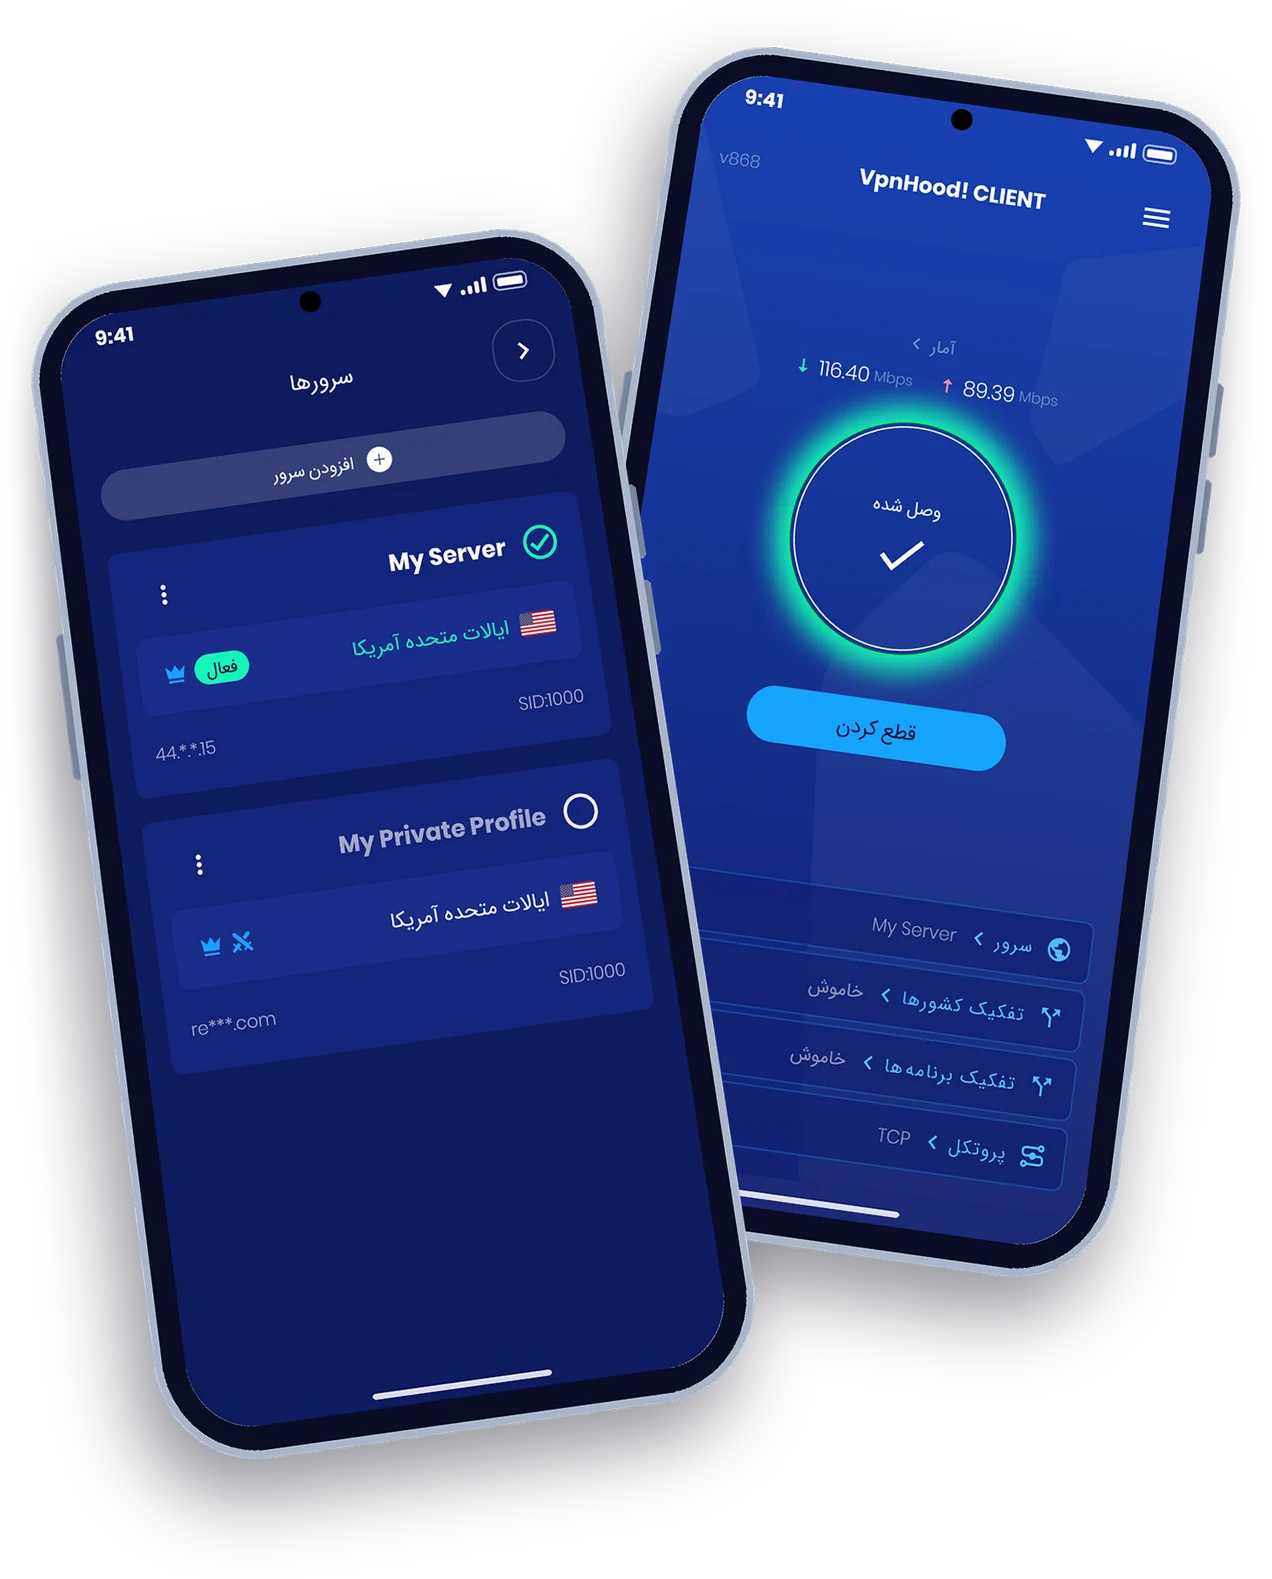 9:41
سرورها
افزودن سرور
My Server
ایالات متحده آمریکا
فعال
SID:1000
44.*.*.15
My Private Profile
ایالات متحده آمریکا
SID:1000
re***.com
9:41
v868
VpnHood! CLIENT
آمار
116.40 Mbps 89.39 Mbps
وصل شده
قطع کردن
سرور My Server
تفکیک کشورها خاموش
تفکیک برنامه‌ها خاموش
پروتکل TCP